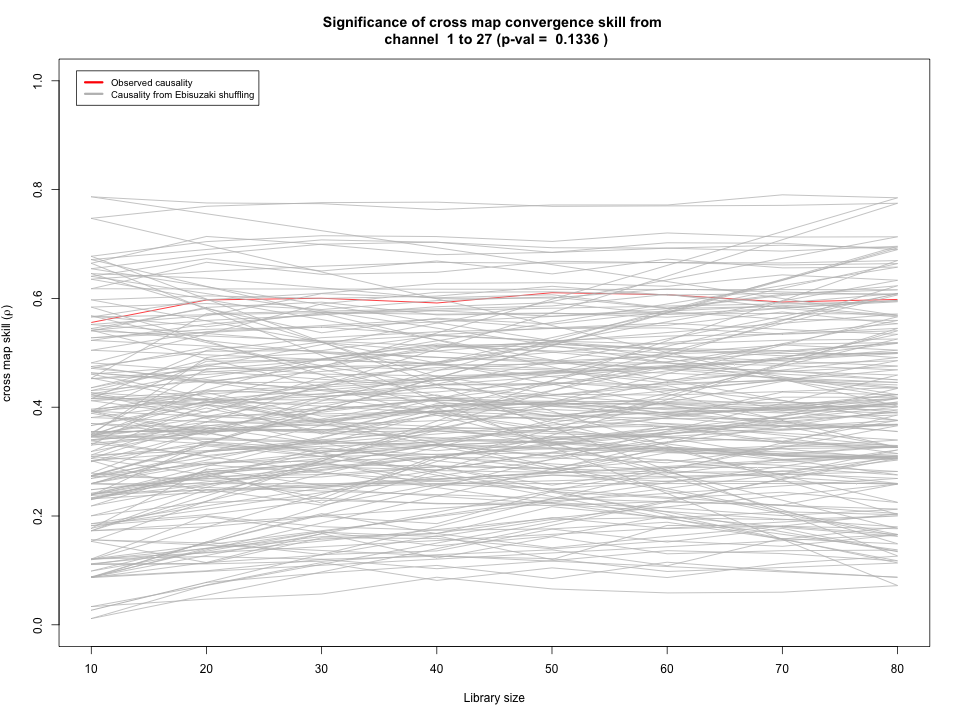 Significance of cross map convergence skill from
channel  1 to 27 (p-val =  0.1336 )
Observed causality
Causality from Ebisuzaki shuffling
cross map skill (ρ)
1.0
0.8
0.6
0.4
0.2
0.0
10 20 30 40 50 60 70 80
Library size